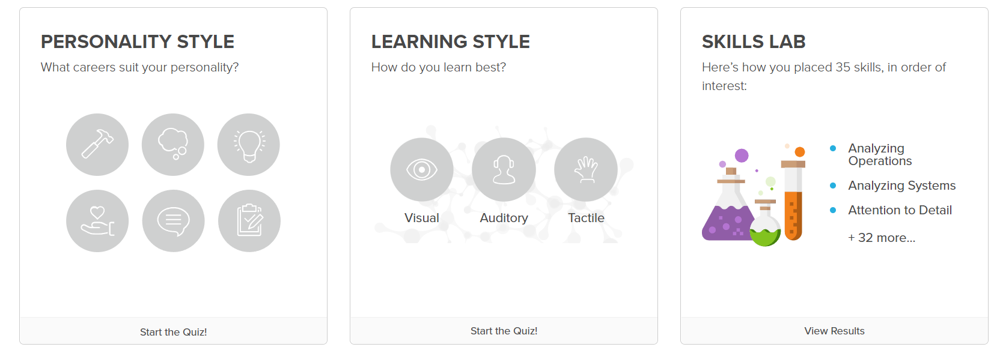 PERSONALITY STYLE
What careers suit your personality?
Start the Quiz!
LEARNING STYLE
How do you learn best?
Visual
Auditory
Tactile
Start the Quiz!
SKILLS LAB
Here’s how you placed 35 skills, in order of
interest:
Analyzing
Operations
Analyzing Systems
Attention to Detail
+ 32 more...
View Results